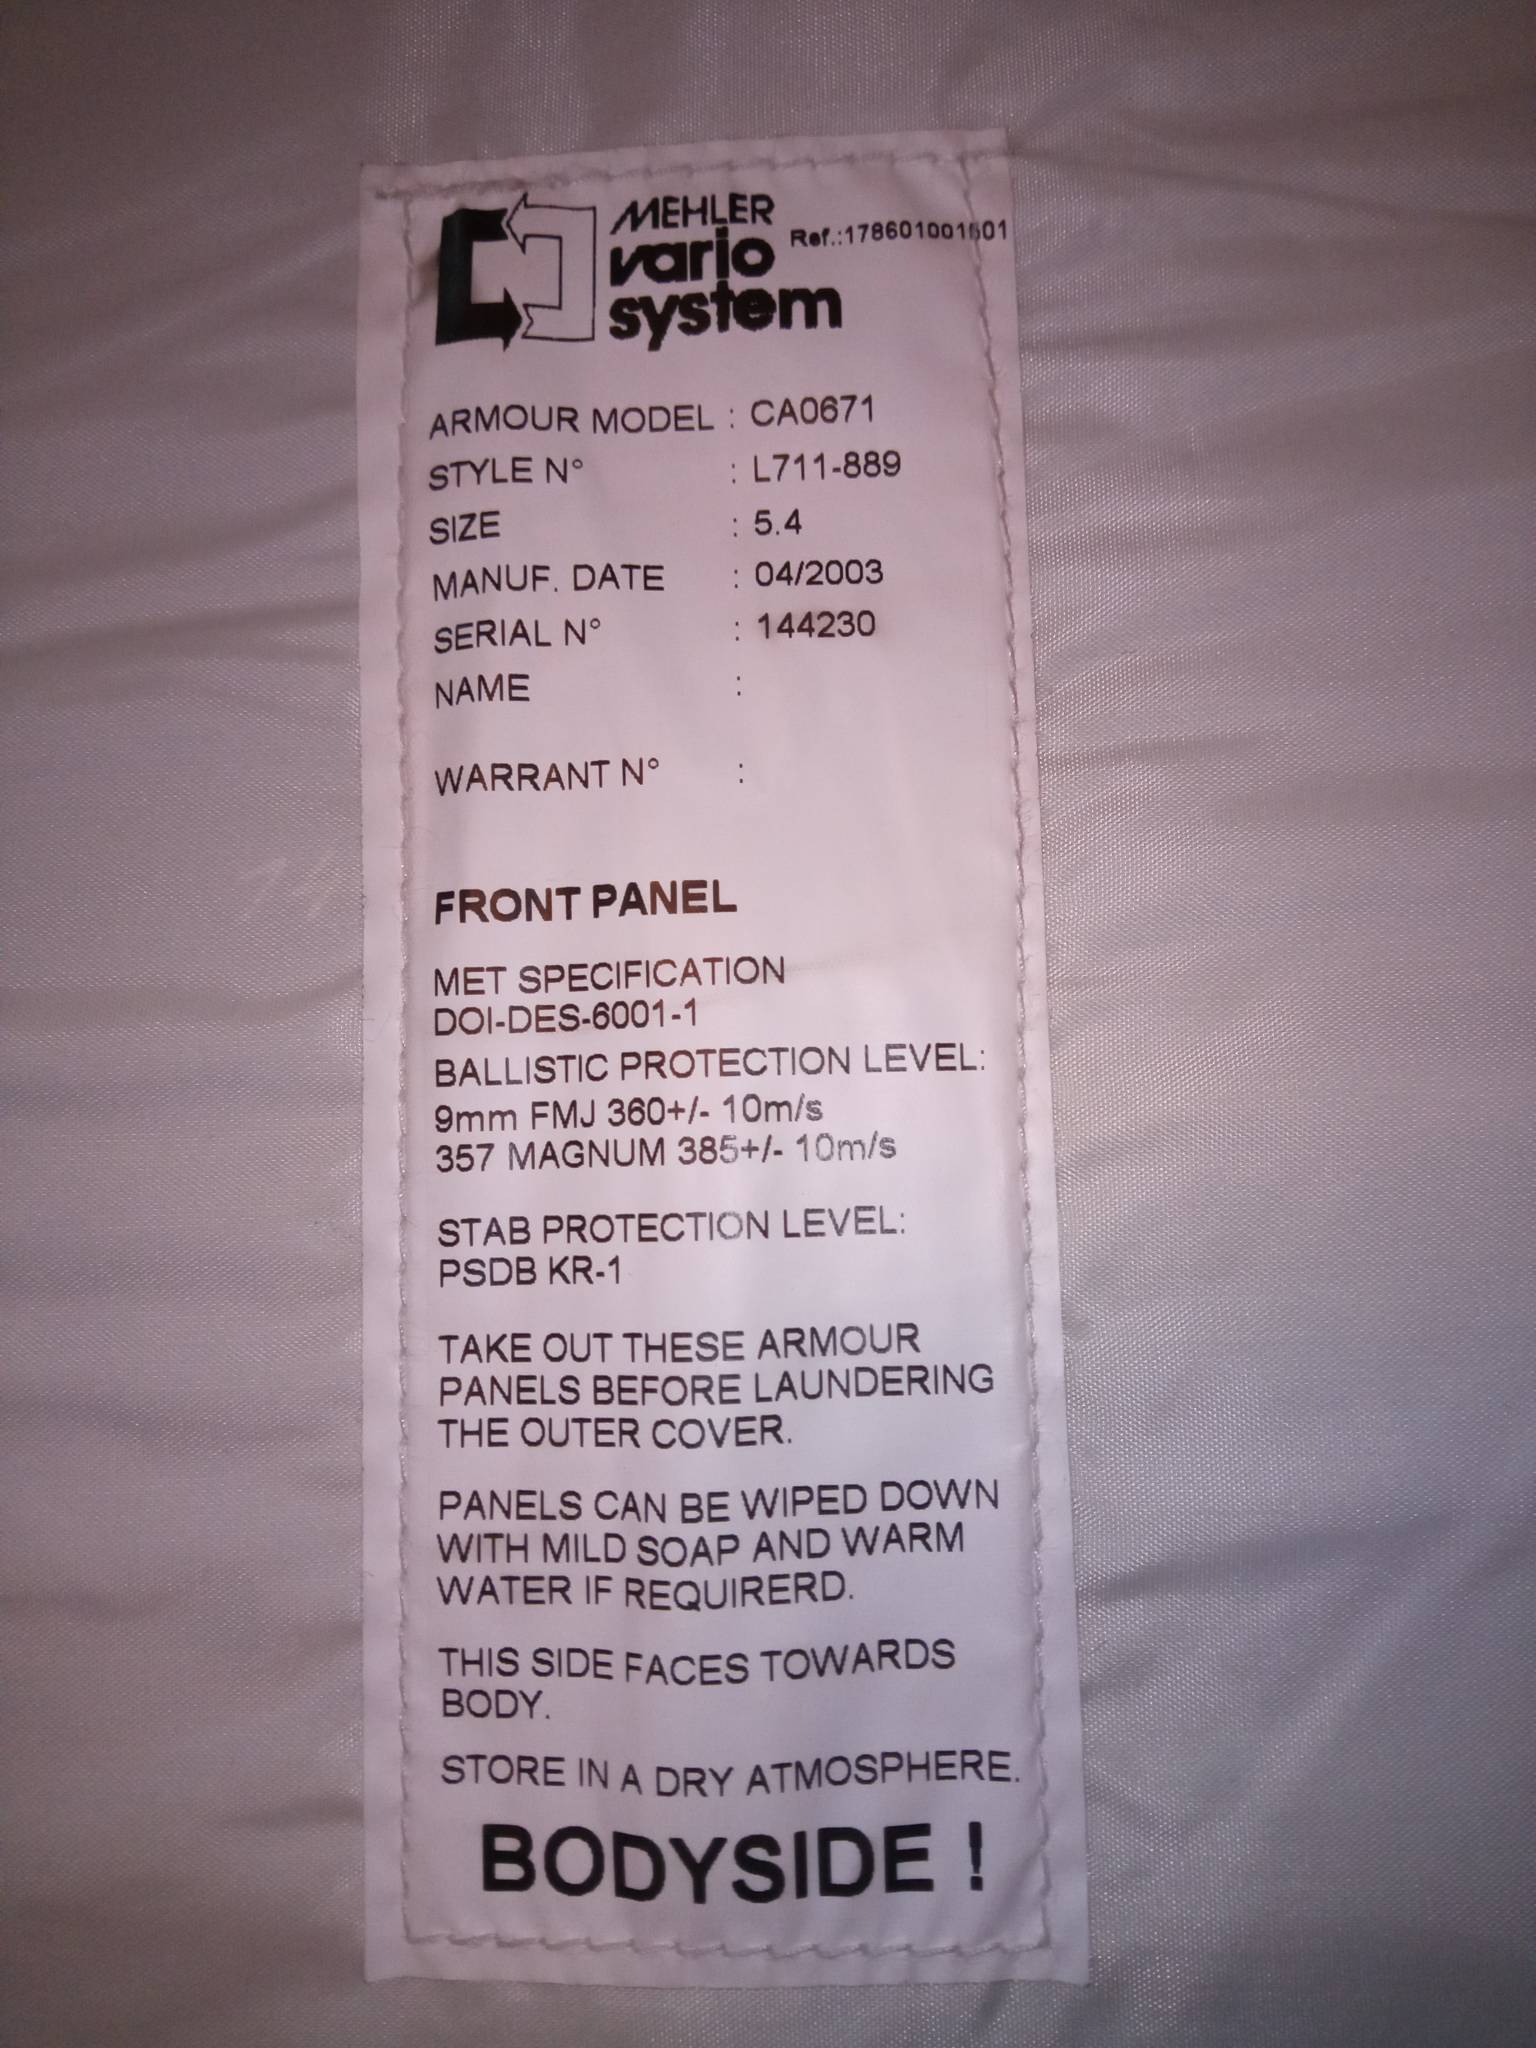 MEHLER
vario
system
Ref.:178601001601
ARMOUR MODEL : CA0671
STYLE N° : L711-889
SIZE : 5.4
MANUF. DATE : 04/2003
SERIAL N° : 144230
NAME :
WARRANT N° :
FRONT PANEL
MET SPECIFICATION
DOI-DES-6001-1
BALLISTIC PROTECTION LEVEL:
9mm FMJ 360+/- 10m/s
357 MAGNUM 385+/- 10m/s
STAB PROTECTION LEVEL:
PSDB KR-1
TAKE OUT THESE ARMOUR
PANELS BEFORE LAUNDERING
THE OUTER COVER.
PANELS CAN BE WIPED DOWN
WITH MILD SOAP AND WARM
WATER IF REQUIRERD.
THIS SIDE FACES TOWARDS
BODY.
STORE IN A DRY ATMOSPHERE.
BODYSIDE !